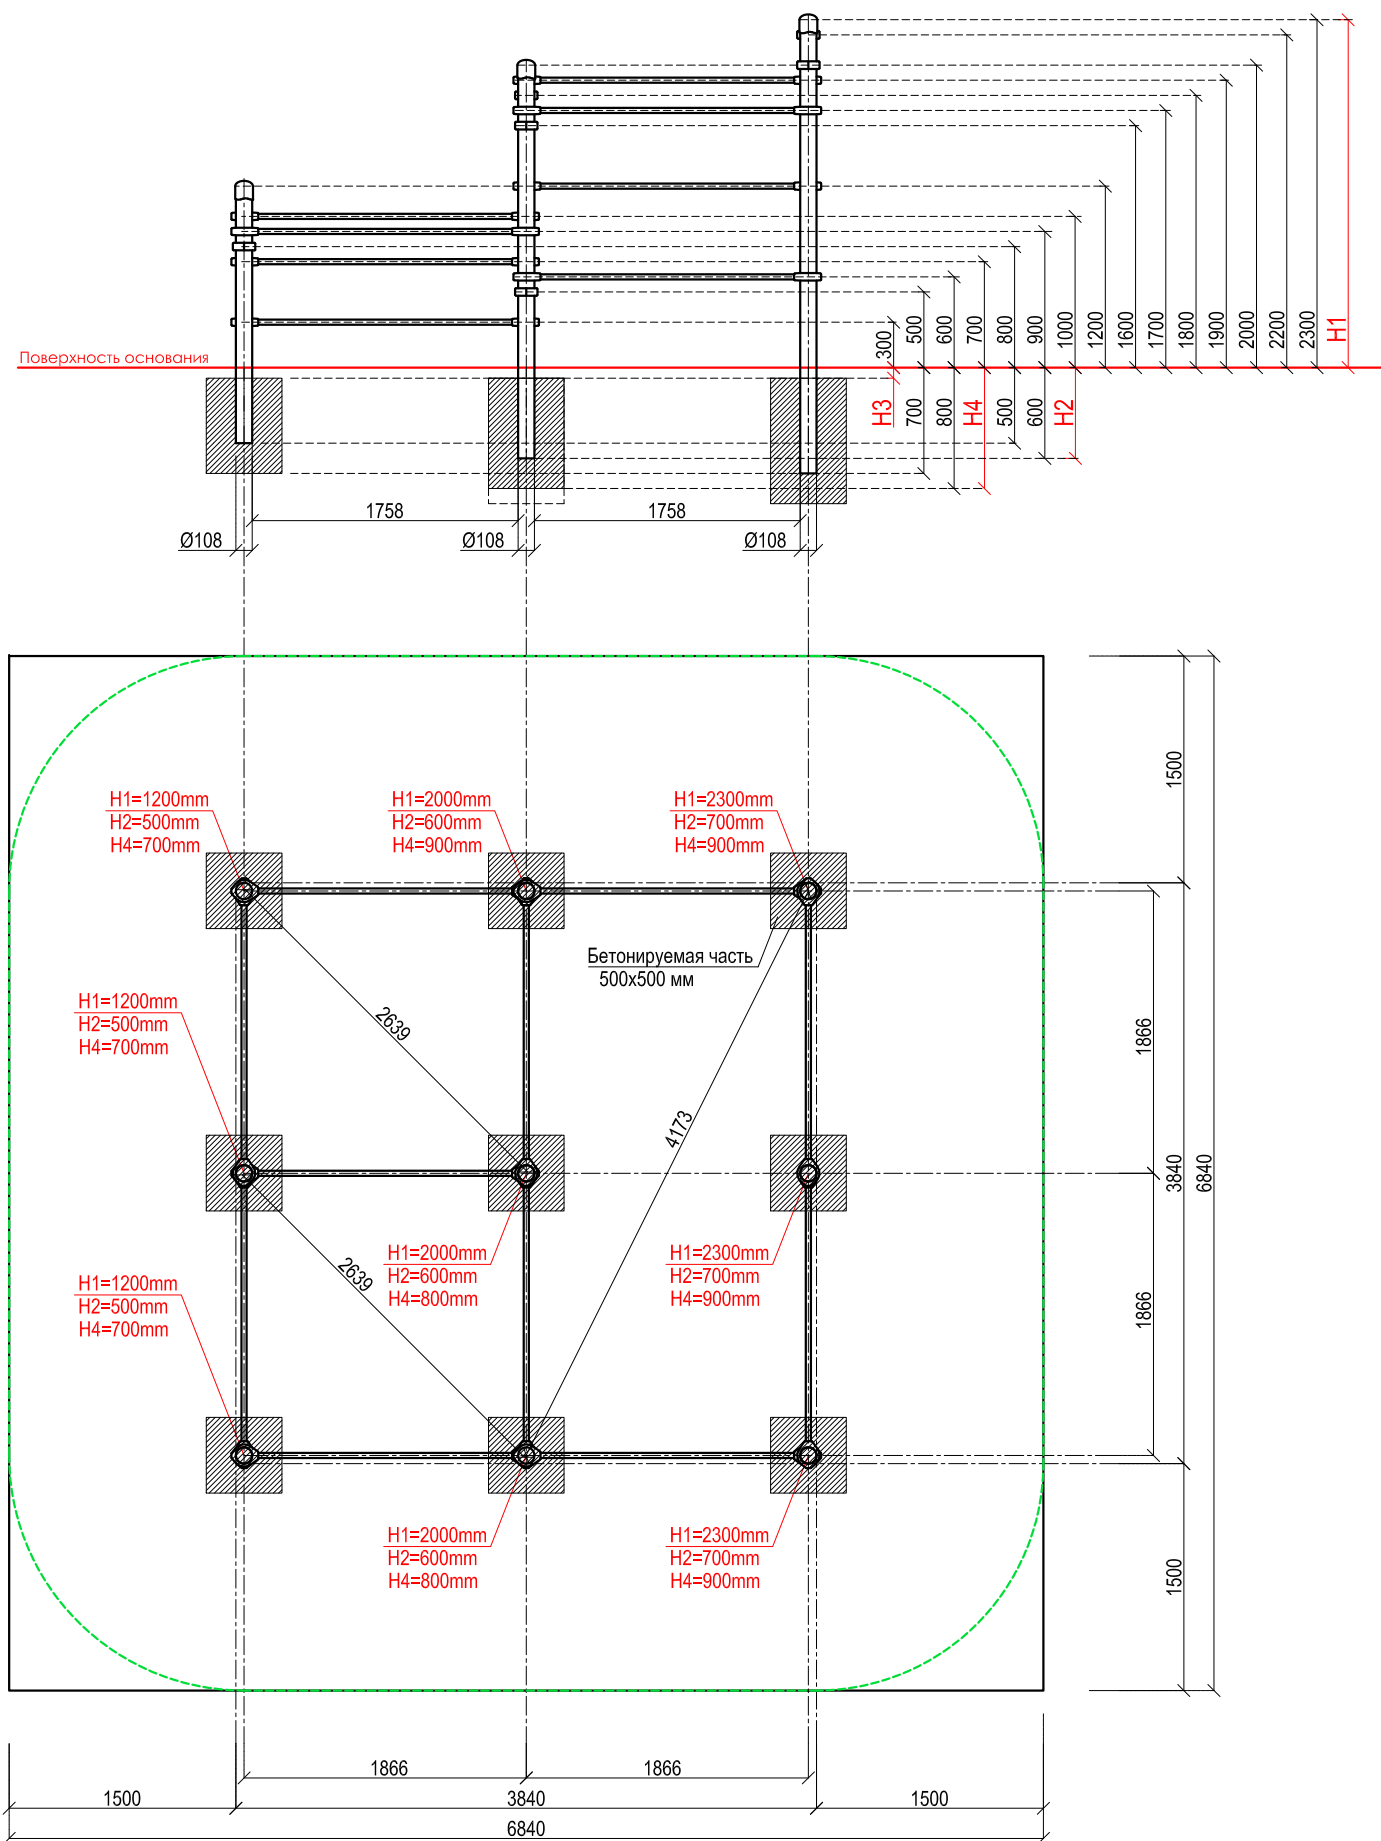 300
500
600
700
800
900
1000
1200
1600
1700
1800
1900
2000
2200
2300
H1
Поверхность основания
H3
700
800
H4
500
600
H2
1758
1758
Ø108
Ø108
Ø108
1500
H1=1200mm
H2=500mm
H4=700mm
H1=2000mm
H2=600mm
H4=900mm
H1=2300mm
H2=700mm
H4=900mm
Бетонируемая часть
500x500 мм
H1=1200mm
H2=500mm
H4=700mm
2639
1866
4173
3840
6840
H1=2000mm
H2=600mm
H4=800mm
H1=2300mm
H2=700mm
H4=900mm
2639
H1=1200mm
H2=500mm
H4=700mm
1866
H1=2000mm
H2=600mm
H4=800mm
H1=2300mm
H2=700mm
H4=900mm
1500
1866
1866
1500
3840
1500
6840